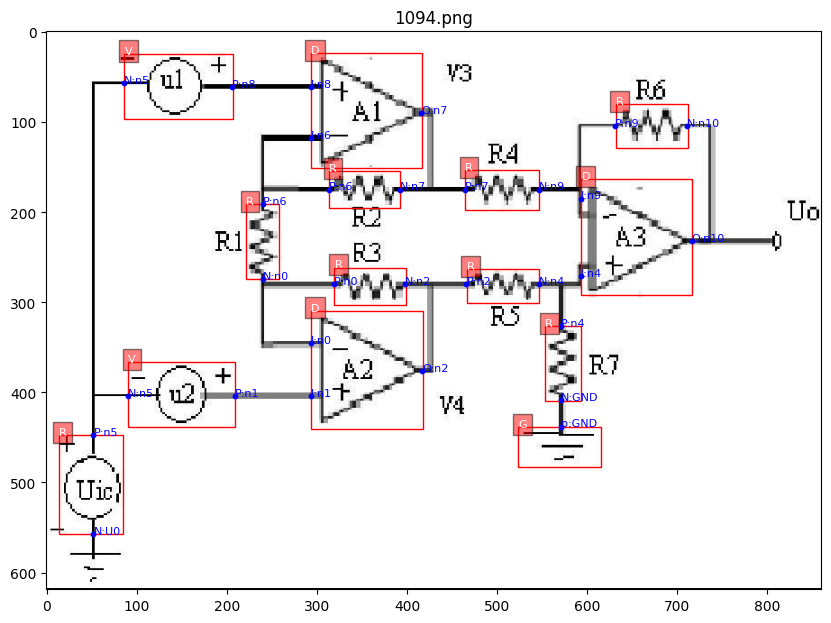 1094.png
V
N:n5
u1
+
P:n8
D
I:n8
+
A1
O:n7
V3
I:n6
−
R
P:n6
N:n7
R2
R
P:n7
N:n9
R4
R
P:n9
N:n10
R6
R
P:n6
R1
N:n0
R
P:n0
N:n2
R3
R
P:n2
N:n4
R5
D
I:n9
-
A3
+
I:n4
O:n10
Uo
D
I:n0
−
A2
+
I:n1
O:n2
V4
R
P:n4
R7
N:GND
G
p:GND
V
−
N:n5
u2
+
P:n1
R
P:n5
+
Uic
−
N:U0
0
100
200
300
400
500
600
0 100 200 300 400 500 600 700 800